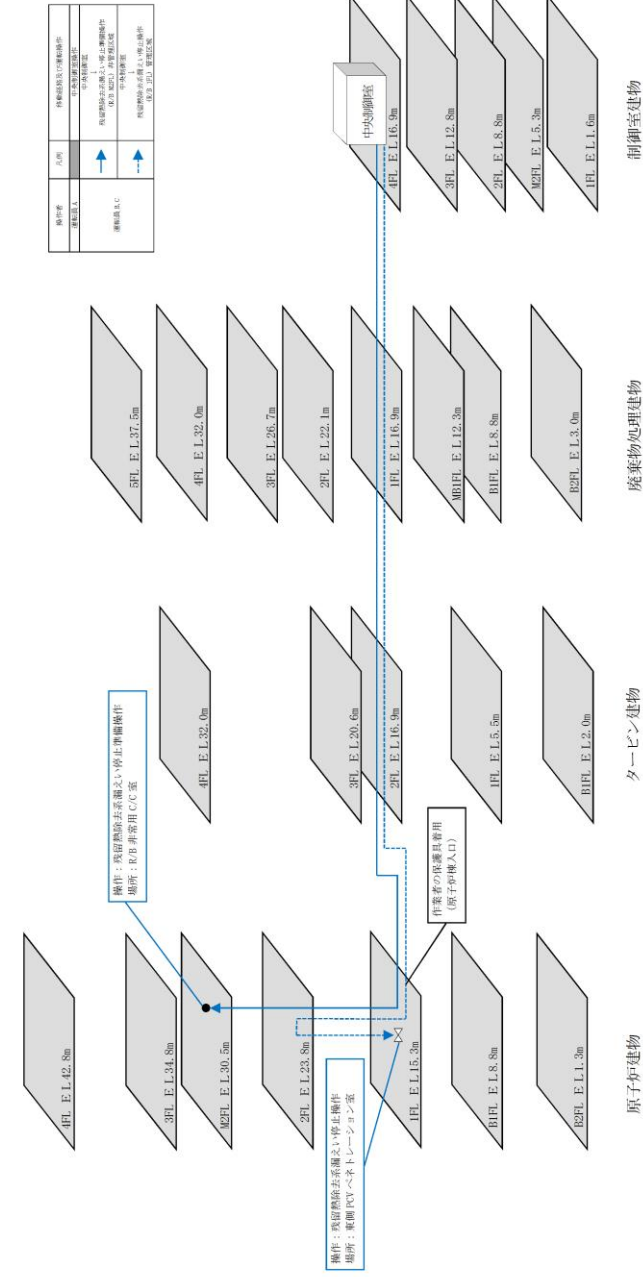 操作者
凡例
移動経路及び運転操作
運転員 A
中央制御室操作
運転員 B,C
中央制御室
↓
残留熱除去系漏えい停止準備操作
(R/B M2FL) 非管理区域
中央制御室
↓
残留熱除去系漏えい停止操作
(R/B 1FL) 管理区域
操作：残留熱除去系漏えい停止準備操作
場所：R/B 非常用 C/C 室
操作：残留熱除去系漏えい停止操作
場所：東側 PCV ペネトレーション室
作業者の保護具着用
(原子炉棟入口)
4FL EL42.8m
3FL EL34.8m
M2FL EL30.5m
2FL EL23.8m
1FL EL15.3m
B1FL EL8.8m
B2FL EL1.3m
原子炉建物
4FL EL32.0m
3FL EL20.6m
2FL EL16.9m
1FL EL5.5m
B1FL EL2.0m
タービン建物
5FL EL37.5m
4FL EL32.0m
3FL EL26.7m
2FL EL22.1m
1FL EL16.9m
MB1FL EL12.3m
B1FL EL8.8m
B2FL EL3.0m
廃棄物処理建物
中央制御室
4FL EL16.9m
3FL EL12.8m
2FL EL8.8m
M2FL EL5.3m
1FL EL1.6m
制御室建物